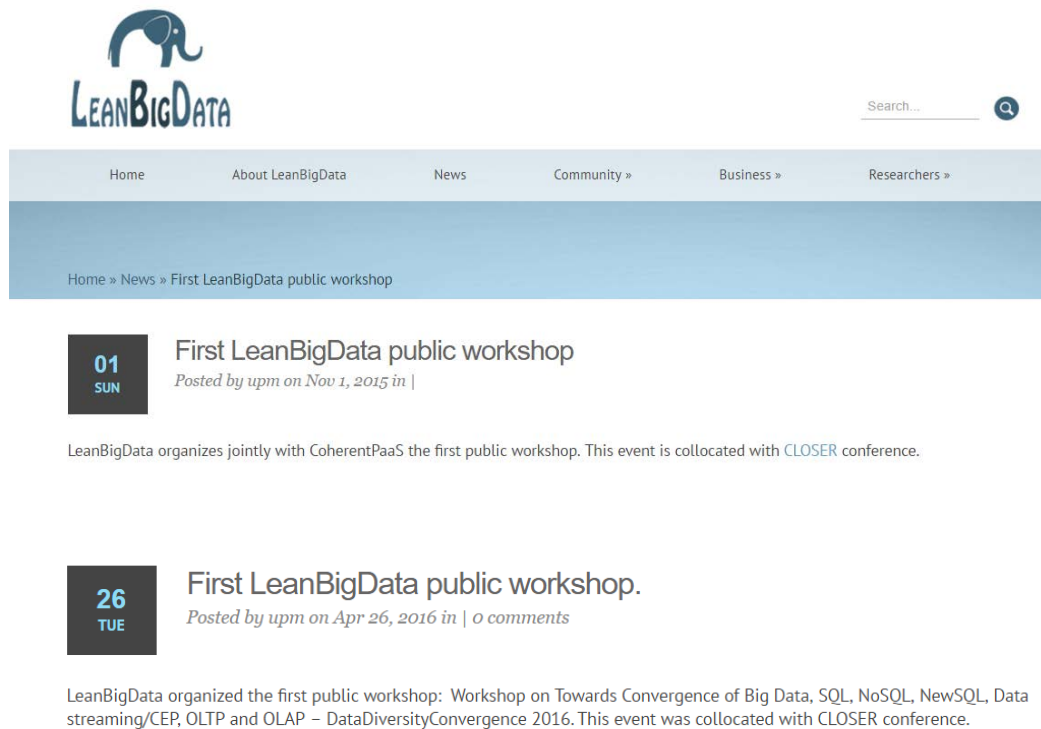 LEANBIGDATA
Search...
Home About LeanBigData News Community » Business » Researchers »
Home » News » First LeanBigData public workshop
01
SUN
First LeanBigData public workshop
Posted by upm on Nov 1, 2015 in |
LeanBigData organizes jointly with CoherentPaaS the first public workshop. This event is collocated with CLOSER conference.
26
TUE
First LeanBigData public workshop.
Posted by upm on Apr 26, 2016 in | 0 comments
LeanBigData organized the first public workshop: Workshop on Towards Convergence of Big Data, SQL, NoSQL, NewSQL, Data
streaming/CEP, OLTP and OLAP – DataDiversityConvergence 2016. This event was collocated with CLOSER conference.